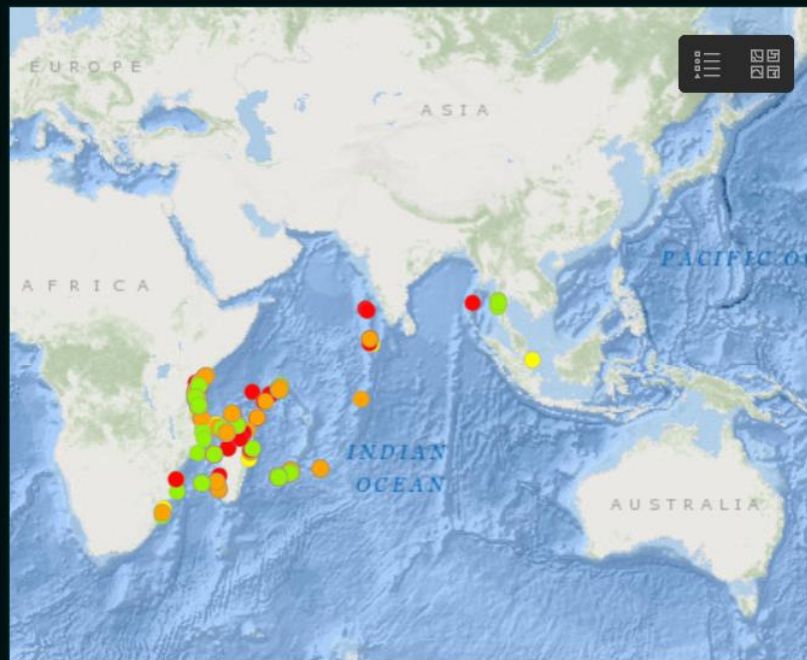 EUROPE
ASIA
PACIFIC O
AFRICA
INDIAN
OCEAN
AUSTRALIA